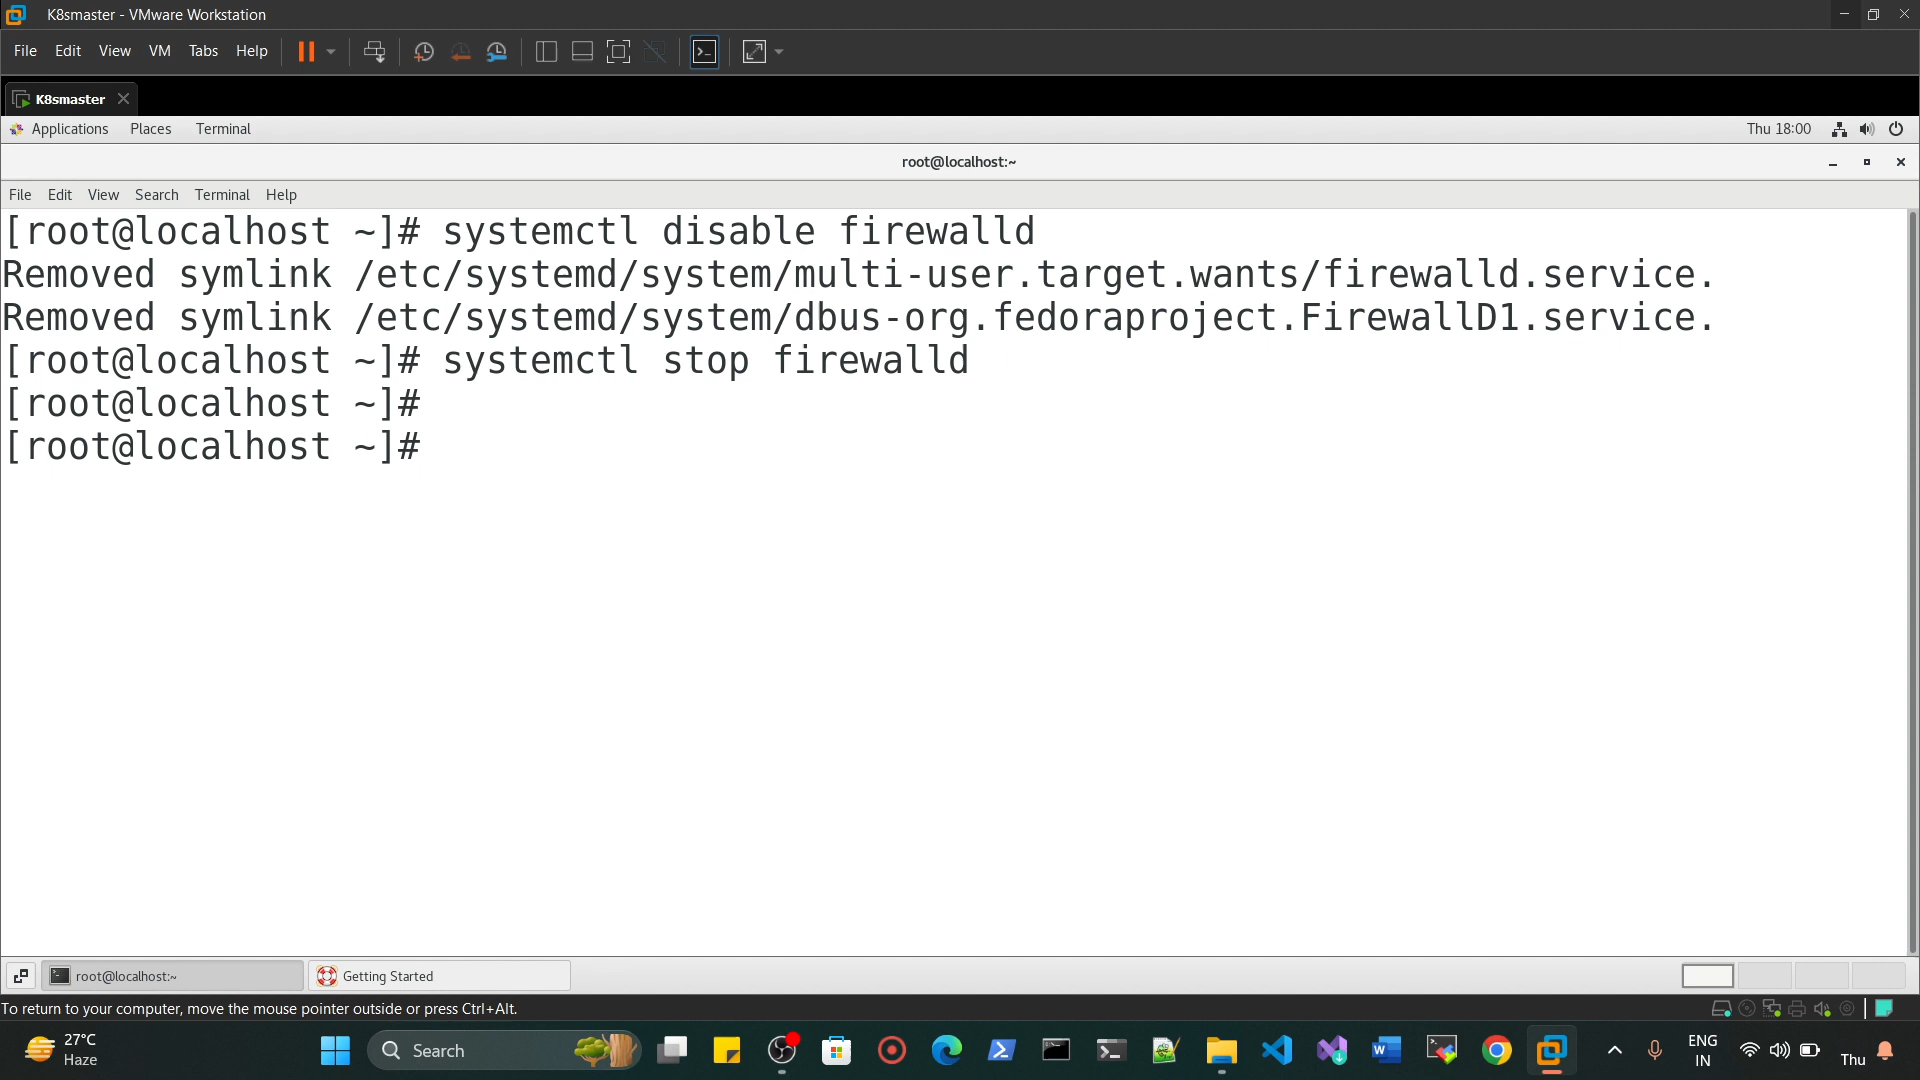 K8smaster - VMware Workstation
File Edit View VM Tabs Help
K8smaster
Applications Places Terminal Thu 18:00
root@localhost:~
File Edit View Search Terminal Help
[root@localhost ~]# systemctl disable firewalld
Removed symlink /etc/systemd/system/multi-user.target.wants/firewalld.service.
Removed symlink /etc/systemd/system/dbus-org.fedoraproject.FirewallD1.service.
[root@localhost ~]# systemctl stop firewalld
[root@localhost ~]#
[root@localhost ~]#
root@localhost:~ Getting Started
To return to your computer, move the mouse pointer outside or press Ctrl+Alt.
27°C
Haze
Search
ENG
IN
Thu